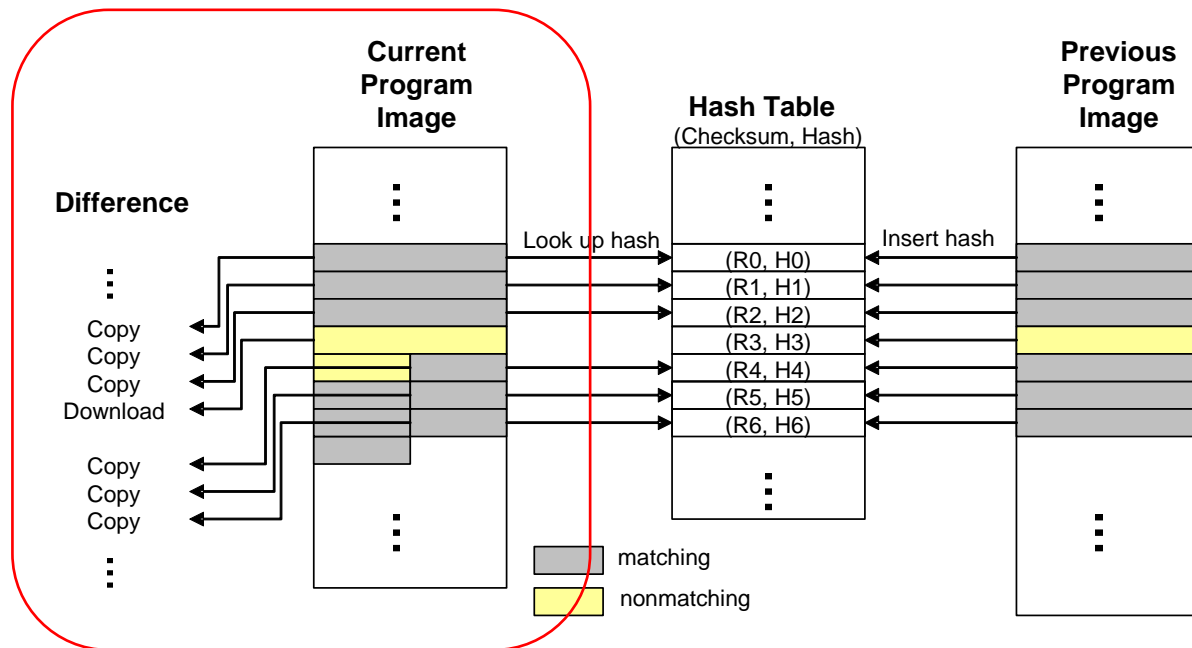 Current
Program
Image
Previous
Program
Image
Hash Table
(Checksum, Hash)
Difference
Look up hash
Insert hash
(R0, H0)
(R1, H1)
(R2, H2)
(R3, H3)
(R4, H4)
(R5, H5)
(R6, H6)
Copy
Copy
Copy
Download
Copy
Copy
Copy
matching
nonmatching